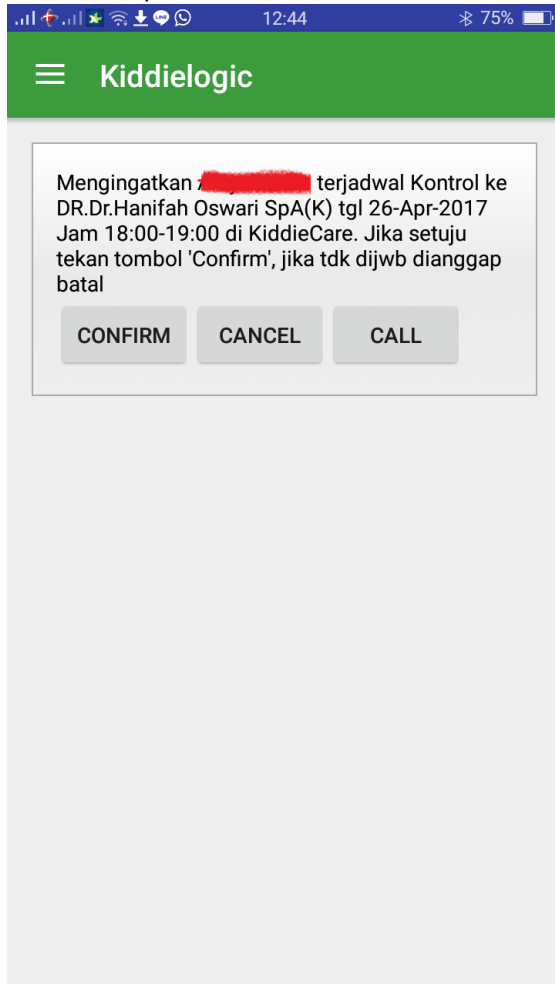 12:44 75%
Kiddielogic
Mengingatkan terjadwal Kontrol ke
DR.Dr.Hanifah Oswari SpA(K) tgl 26-Apr-2017
Jam 18:00-19:00 di KiddieCare. Jika setuju
tekan tombol 'Confirm', jika tdk dijwb dianggap
batal
CONFIRM CANCEL CALL